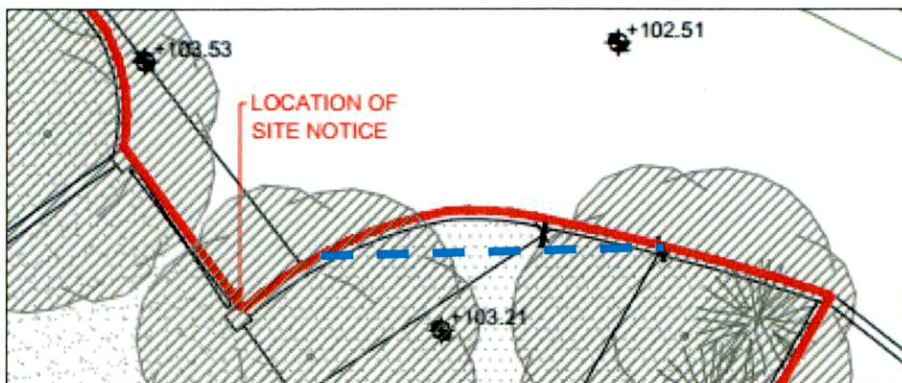 +103.53
+102.51
LOCATION OF
SITE NOTICE
+103.21